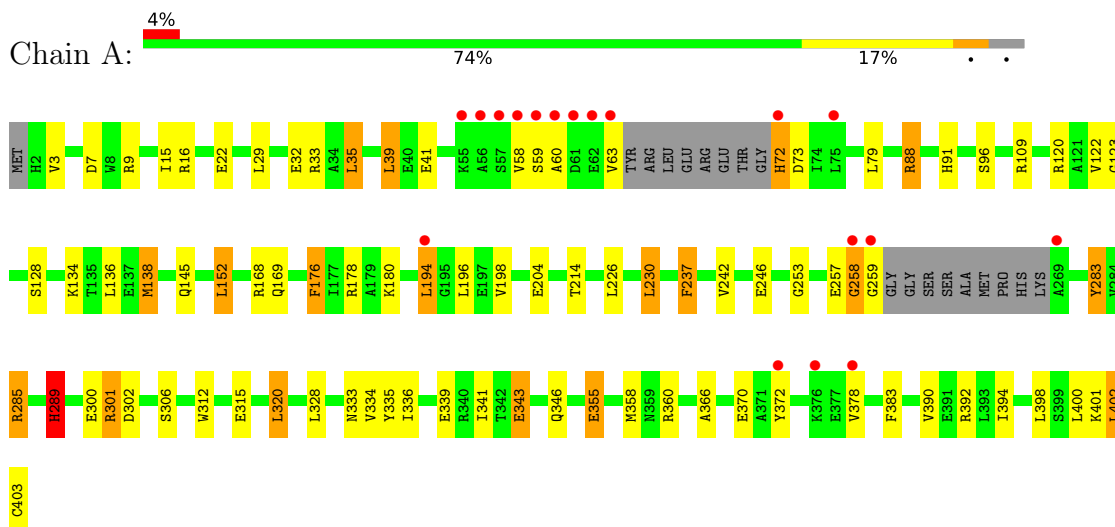 4%
Chain A:
74% 17% • •
MET H2 V3 D7 W8 R9 I15 R16 E22 L29 E32 R33 A34 L35 L39 E40 E41 K55 A56 S57 V58 S59 A60 D61 E62 V63 TYR ARG LEU GLU ARG GLU THR GLY H72 D73 I74 L75 L79 R88 H91 S96 R109 R120 A121 V122
S128 K134 T135 L136 E137 M138 Q145 L152 R168 Q169 F176 I177 R178 A179 K180 L194 G195 L196 E197 V198 E204 T214 L226 L230 F237 V242 E246 G253 E257 G258 G259 GLY GLY SER SER ALA MET PRO HIS LYS A269 Y283
R285 H289 E300 R301 D302 S306 W312 E315 L320 L328 N333 V334 Y335 I336 E339 R340 I341 T342 E343 Q346 E355 M358 N359 R360 A366 E370 A371 Y372 K376 E377 V378 F383 V390 E391 R392 L393 I394 L398 S399 L400 K401
C403